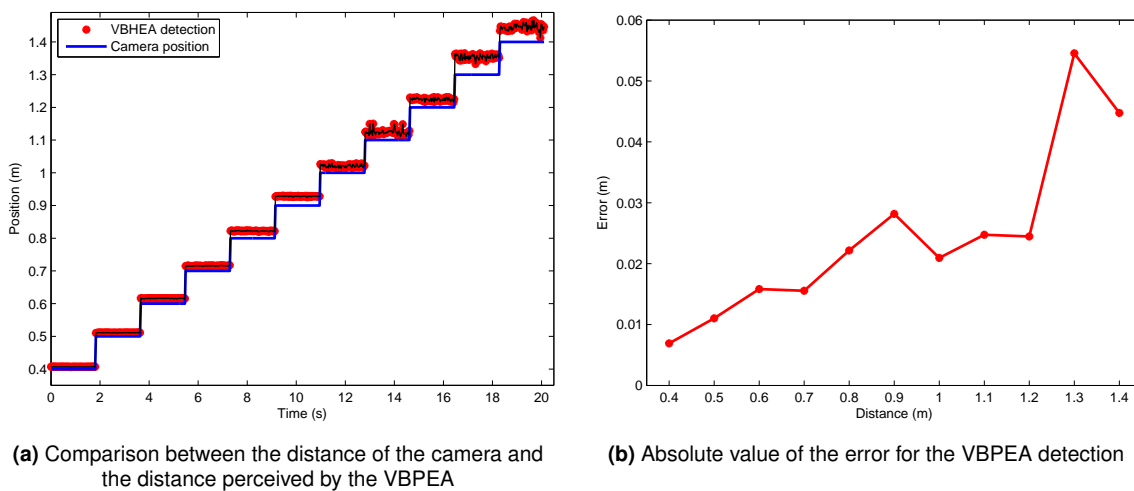 VBHEA detection
Camera position
Position (m)
1.4
1.3
1.2
1.1
1
0.9
0.8
0.7
0.6
0.5
0.4
0 2 4 6 8 10 12 14 16 18 20
Time (s)
(a) Comparison between the distance of the camera and
the distance perceived by the VBPEA
Error (m)
0.06
0.05
0.04
0.03
0.02
0.01
0
0.4 0.5 0.6 0.7 0.8 0.9 1 1.1 1.2 1.3 1.4
Distance (m)
(b) Absolute value of the error for the VBPEA detection